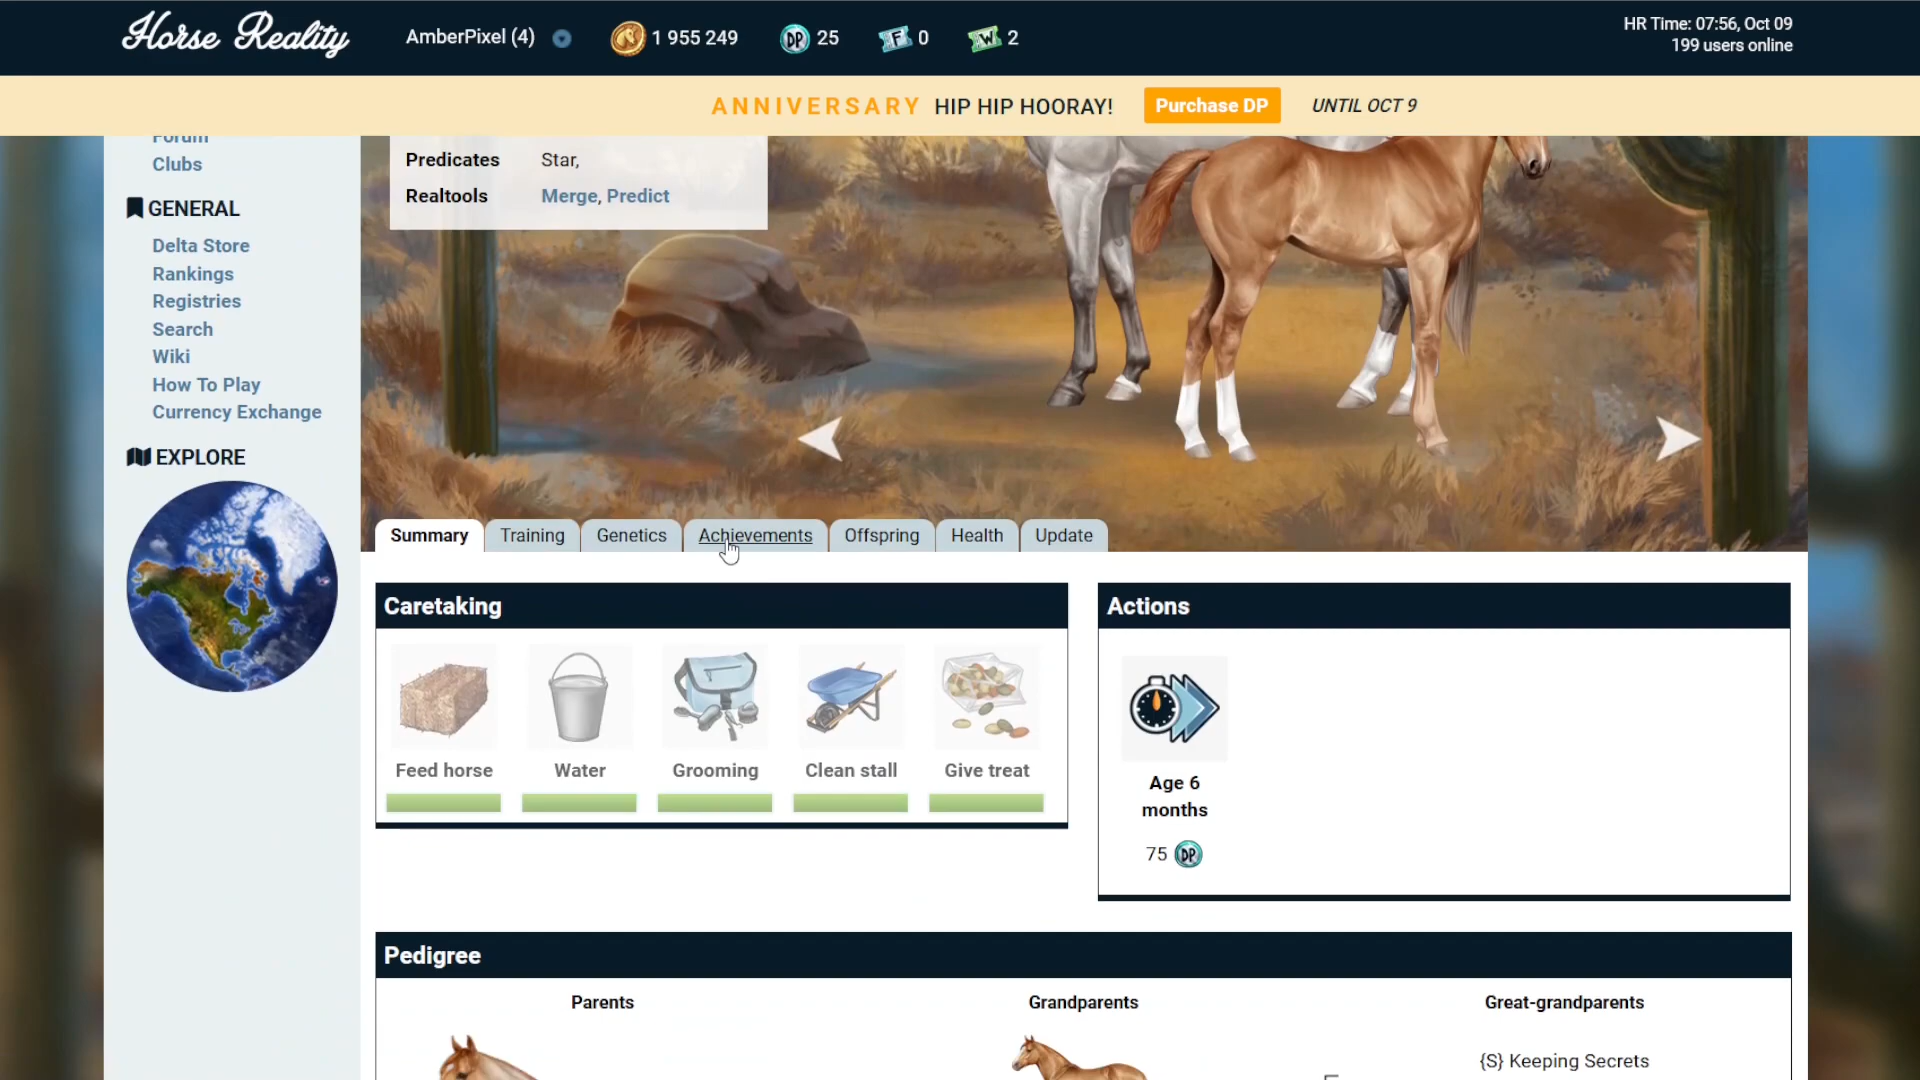 Horse Reality
AmberPixel (4)
1 955 249
DP 25
F 0
W 2
HR Time: 07:56, Oct 09
199 users online
ANNIVERSARY HIP HIP HOORAY!
Purchase DP
UNTIL OCT 9
Forum
Clubs
GENERAL
Delta Store
Rankings
Registries
Search
Wiki
How To Play
Currency Exchange
EXPLORE
Predicates Star,
Realtools Merge, Predict
Summary Training Genetics Achievements Offspring Health Update
Caretaking
Feed horse Water Grooming Clean stall Give treat
Actions
Age 6
months
75 DP
Pedigree
Parents Grandparents Great-grandparents
{S} Keeping Secrets